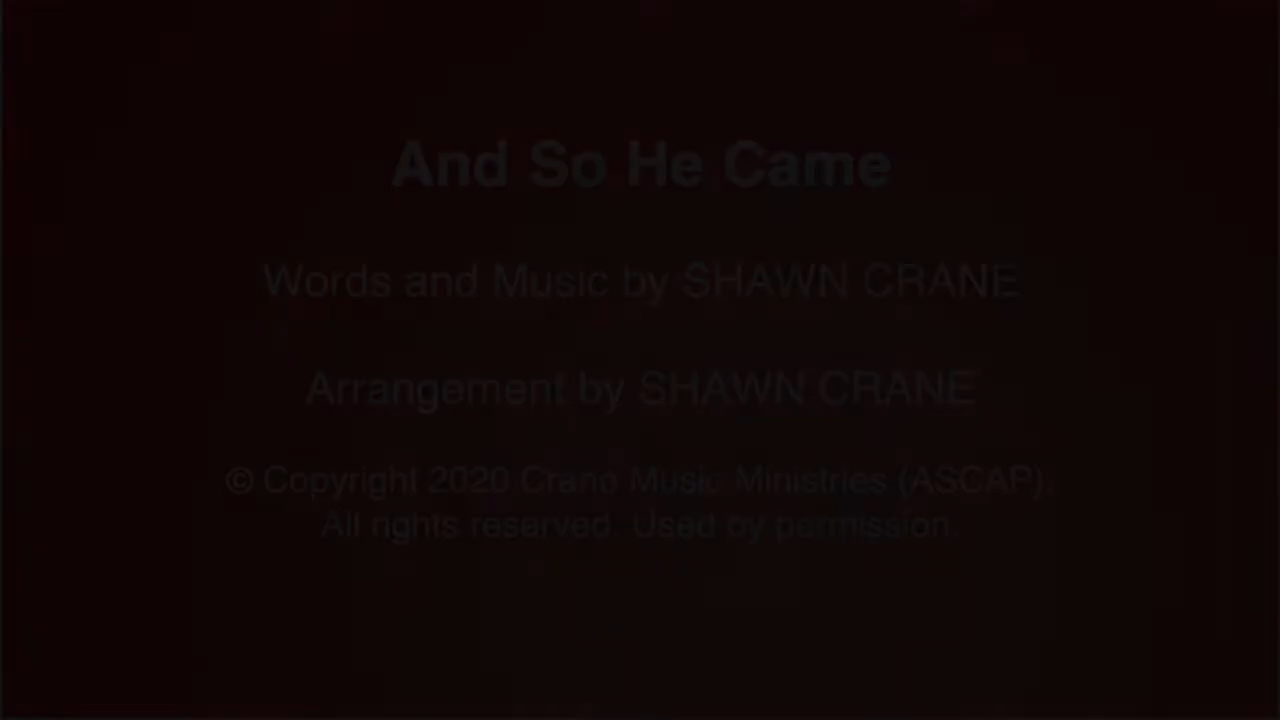 And So He Came
Words and Music by SHAWN CRANE
Arrangement by SHAWN CRANE
© Copyright 2020 Crane Music Ministries (ASCAP).
All rights reserved. Used by permission.